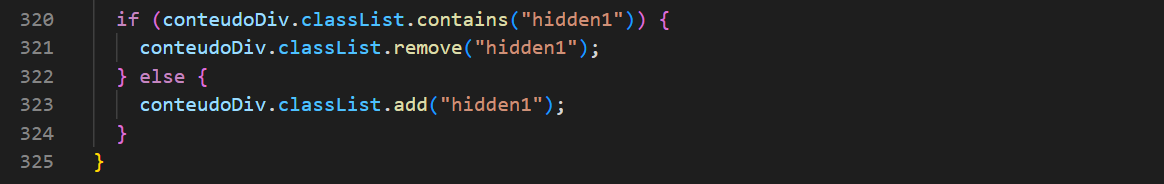 320 if (conteudoDiv.classList.contains("hidden1")) {
321 conteudoDiv.classList.remove("hidden1");
322 } else {
323 conteudoDiv.classList.add("hidden1");
324 }
325 }